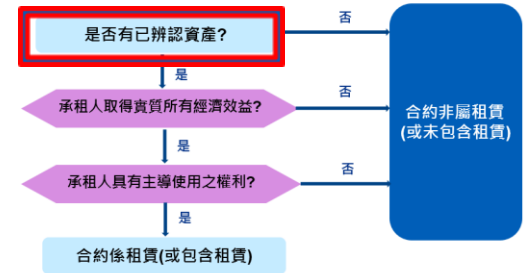 是否有已辨認資產?
否
是
承租人取得實質所有經濟效益?
否
合約非屬租賃
(或未包含租賃)
是
承租人具有主導使用之權利?
否
是
合約係租賃(或包含租賃)